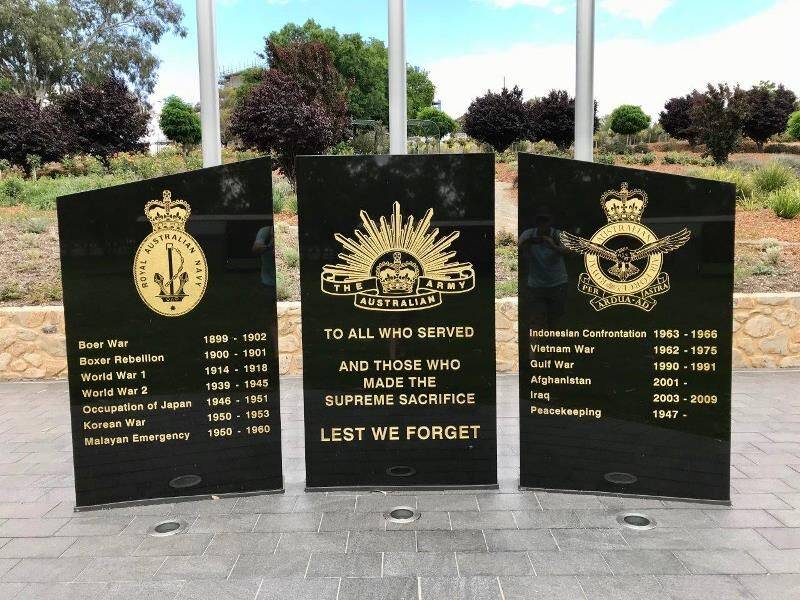 ROYAL AUSTRALIAN NAVY
Boer War 1899 - 1902
Boxer Rebellion 1900 - 1901
World War 1 1914 - 1918
World War 2 1939 - 1945
Occupation of Japan 1946 - 1951
Korean War 1950 - 1953
Malayan Emergency 1950 - 1960
THE AUSTRALIAN ARMY
TO ALL WHO SERVED
AND THOSE WHO
MADE THE
SUPREME SACRIFICE
LEST WE FORGET
AUSTRALIAN
PER ARDUA AD ASTRA
Indonesian Confrontation 1963 - 1966
Vietnam War 1962 - 1975
Gulf War 1990 - 1991
Afghanistan 2001 -
Iraq 2003 - 2009
Peacekeeping 1947 -